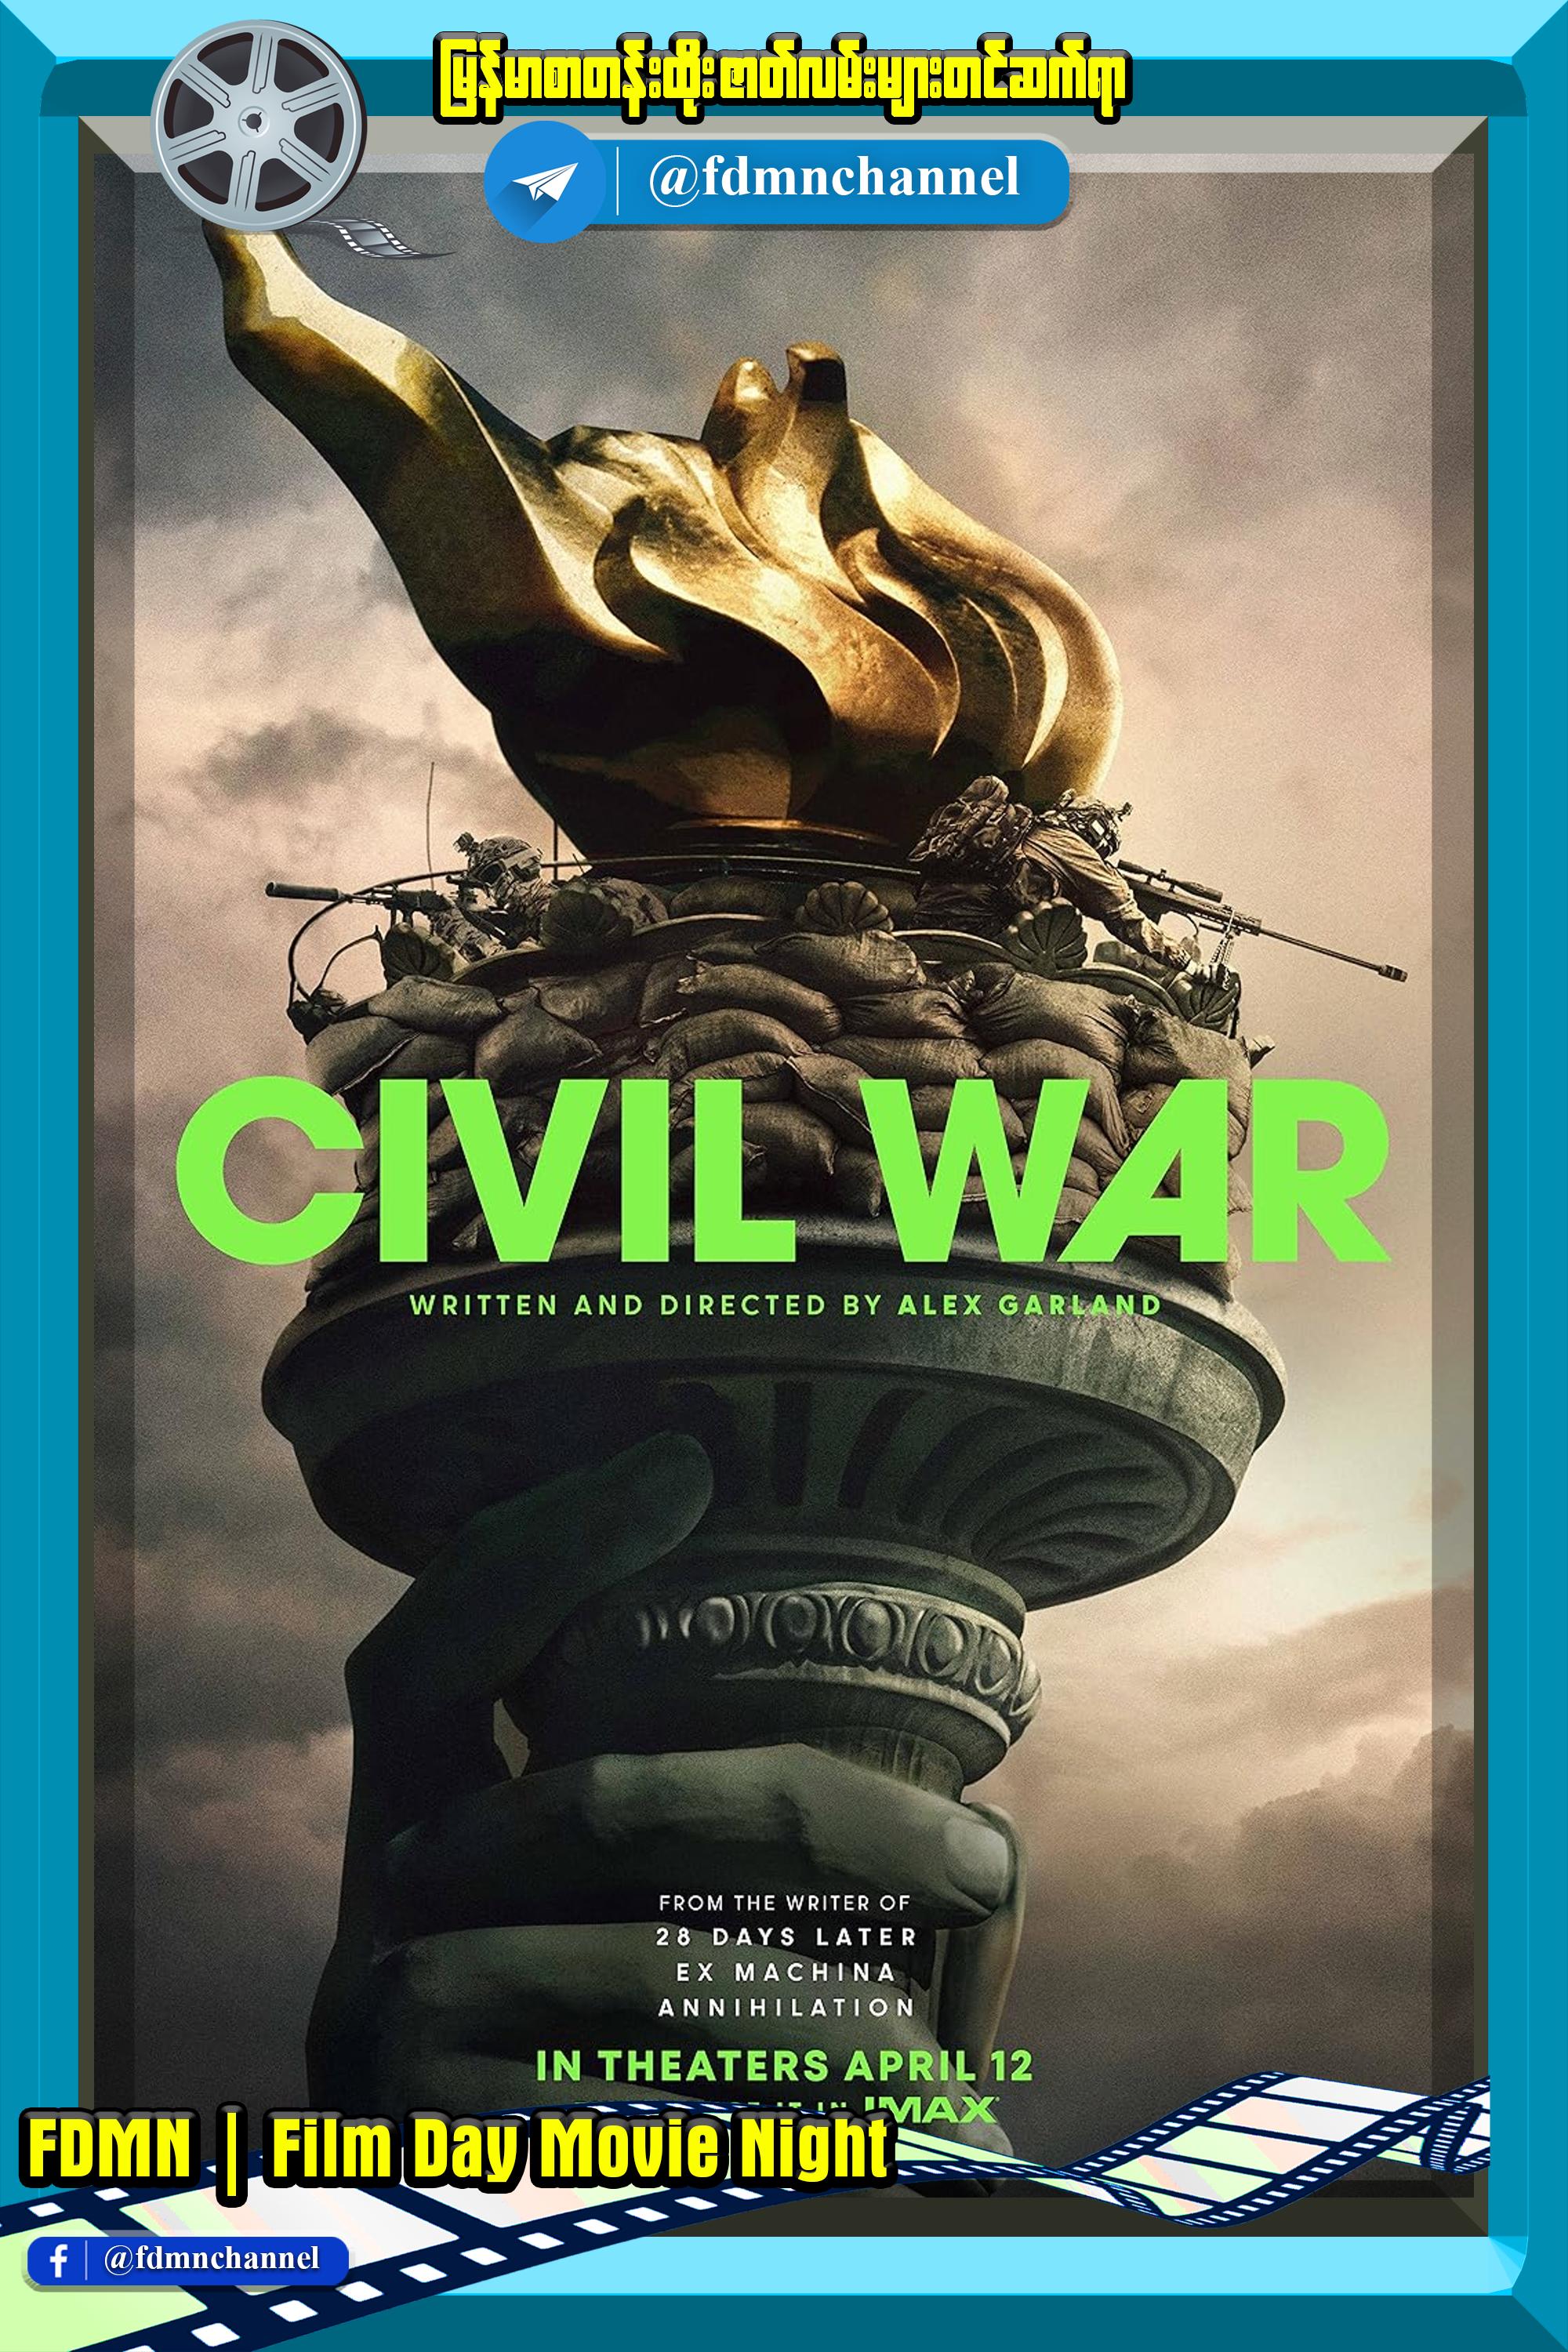 မြန်မာစာတန်းထိုး ဇာတ်လမ်းများတင်ဆက်ရာ
@fdmnchannel
CIVIL WAR
WRITTEN AND DIRECTED BY ALEX GARLAND
FROM THE WRITER OF
28 DAYS LATER
EX MACHINA
ANNIHILATION
IN THEATERS APRIL 12
IT IN IMAX
FDMN | Film Day Movie Night
@fdmnchannel